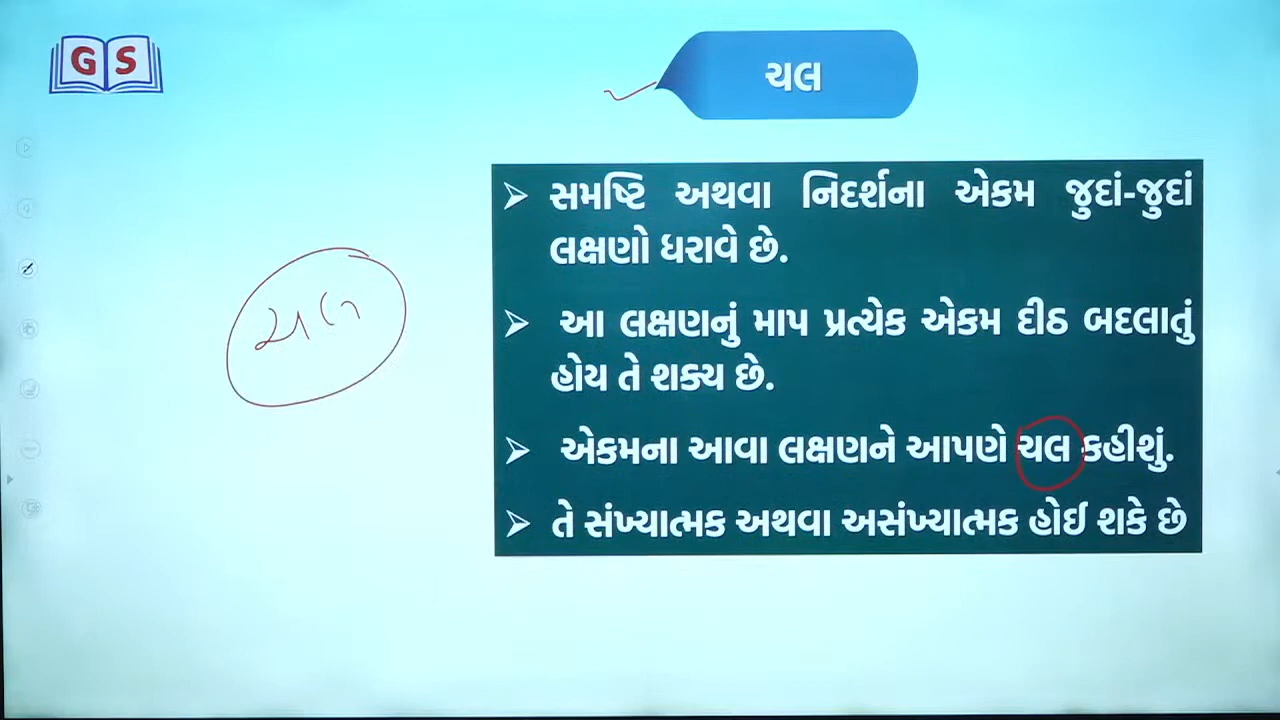 GS
ચલ
➢ સમષ્ટિ અથવા નિદર્શના એકમ જુદાં-જુદાં
લક્ષણો ધરાવે છે.
➢ આ લક્ષણનું માપ પ્રત્યેક એકમ દીઠ બદલાતું
હોય તે શક્ય છે.
➢ એકમના આવા લક્ષણને આપણે ચલ કહીશું.
➢ તે સંખ્યાત્મક અથવા અસંખ્યાત્મક હોઈ શકે છે